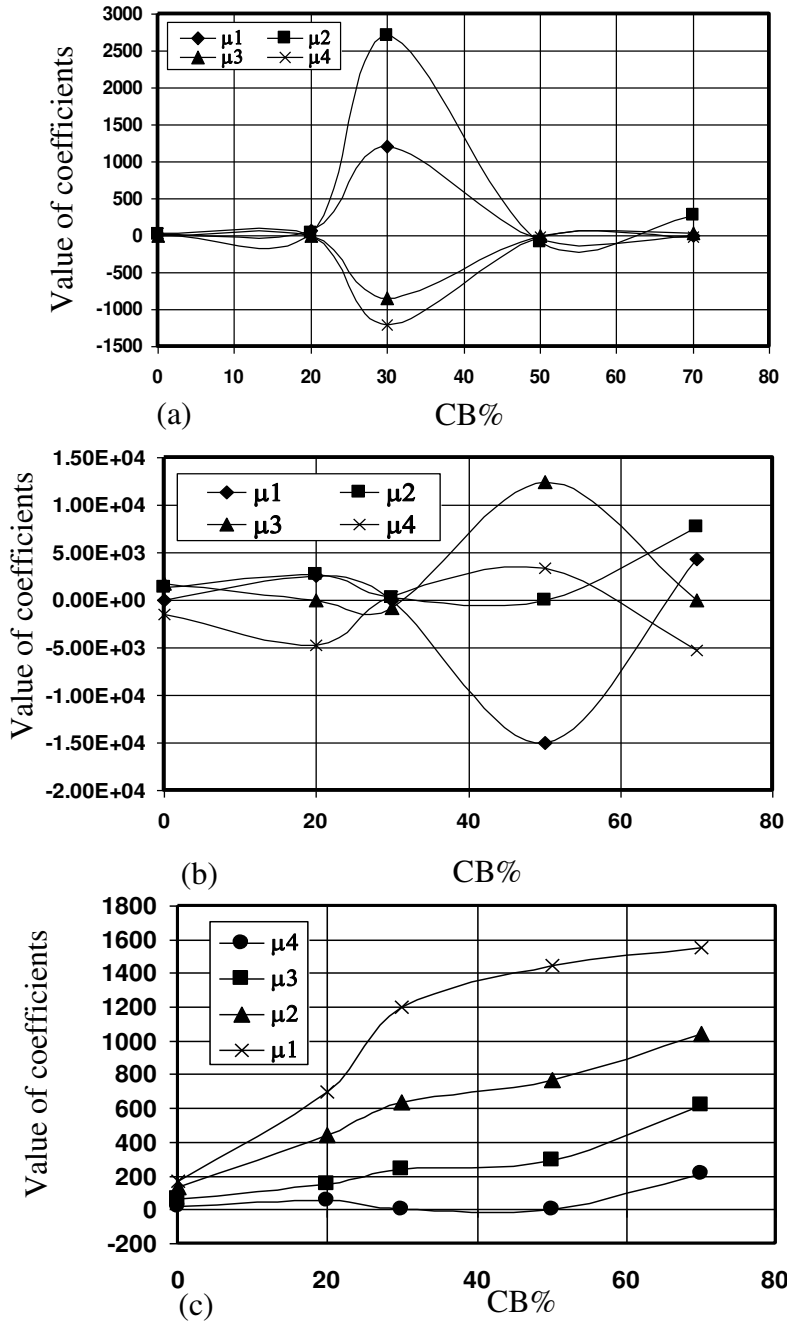 3000
2500
2000
1500
1000
500
0
-500
-1000
-1500
Value of coefficients
μ1 μ2
μ3 μ4
0 10 20 30 40 50 60 70 80
(a) CB%
1.50E+04
1.00E+04
5.00E+03
0.00E+00
-5.00E+03
-1.00E+04
-1.50E+04
-2.00E+04
Value of coefficients
μ1 μ2
μ3 μ4
0 20 40 60 80
(b) CB%
1800
1600
1400
1200
1000
800
600
400
200
0
-200
Value of coefficients
μ4
μ3
μ2
μ1
0 20 40 60 80
(c) CB%